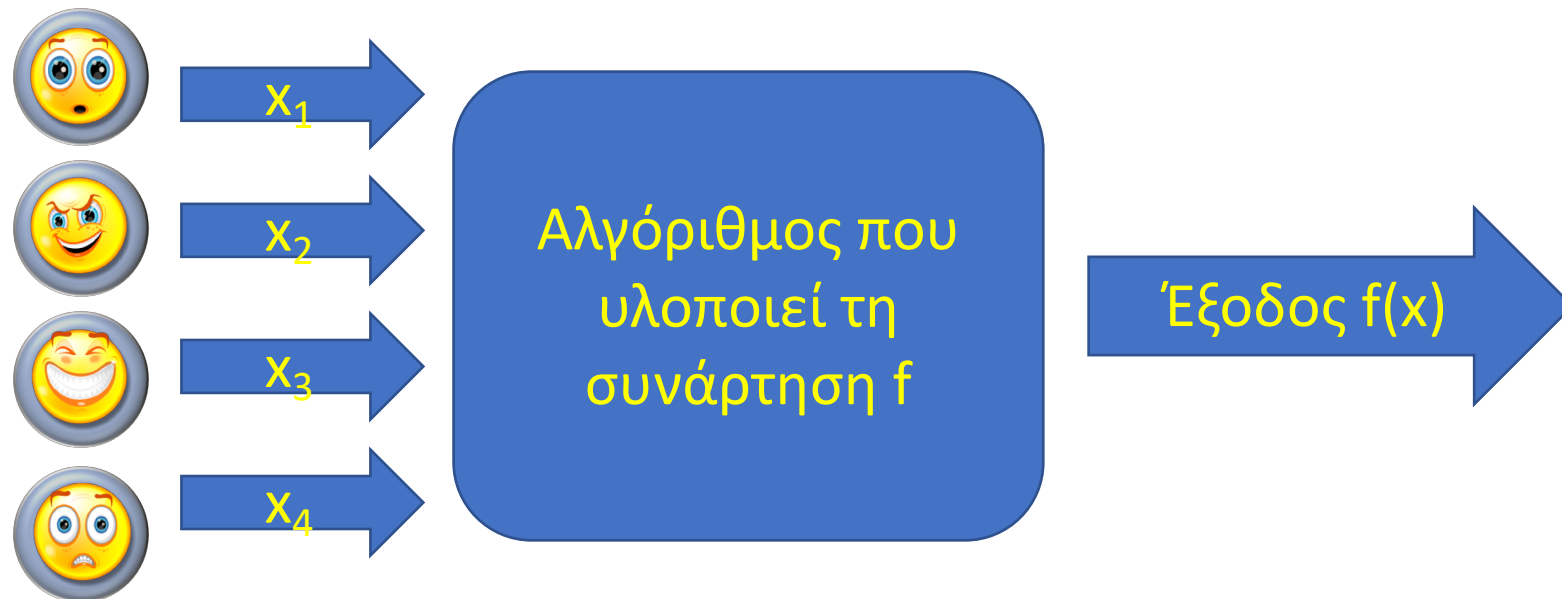 x₁
x₂
x₃
x₄
Αλγόριθμος που
υλοποιεί τη
συνάρτηση f
Έξοδος f(x)